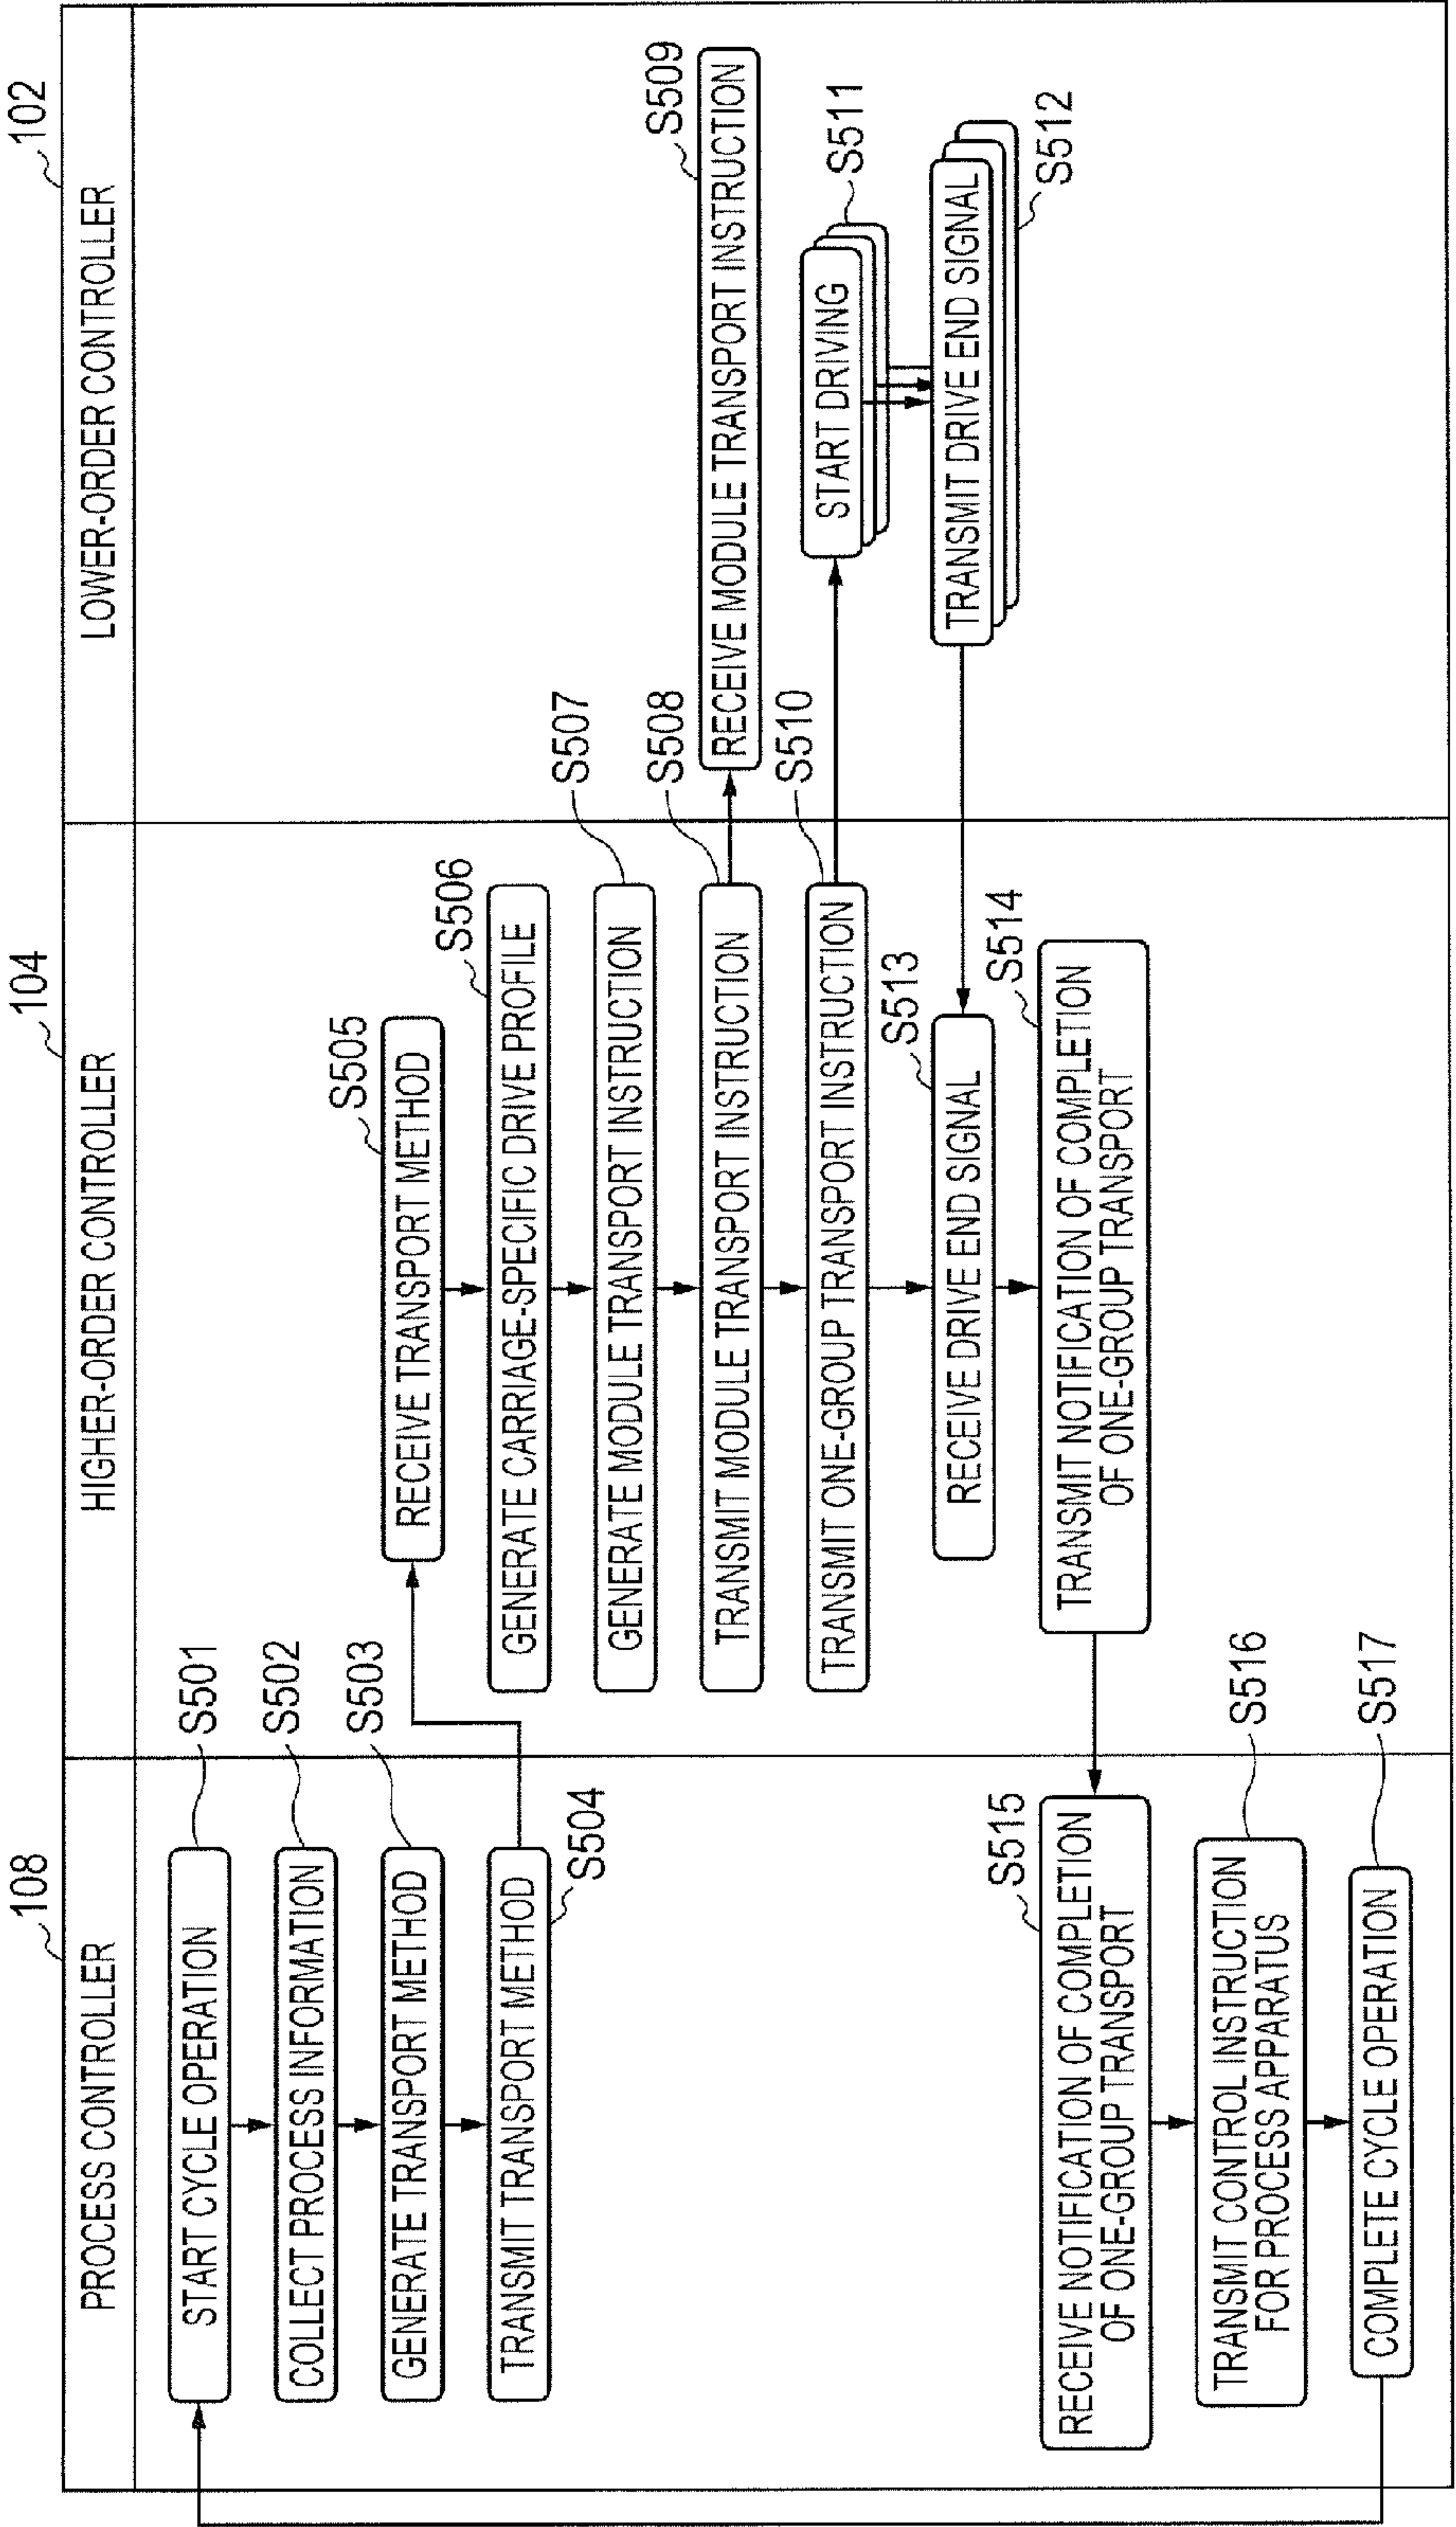 108
PROCESS CONTROLLER
104
HIGHER-ORDER CONTROLLER
102
LOWER-ORDER CONTROLLER
START CYCLE OPERATION
S501
COLLECT PROCESS INFORMATION
S502
GENERATE TRANSPORT METHOD
S503
TRANSMIT TRANSPORT METHOD
S504
RECEIVE TRANSPORT METHOD
S505
GENERATE CARRIAGE-SPECIFIC DRIVE PROFILE
S506
GENERATE MODULE TRANSPORT INSTRUCTION
S507
TRANSMIT MODULE TRANSPORT INSTRUCTION
S508
RECEIVE MODULE TRANSPORT INSTRUCTION
S509
TRANSMIT ONE-GROUP TRANSPORT INSTRUCTION
S510
START DRIVING
S511
TRANSMIT DRIVE END SIGNAL
S512
RECEIVE DRIVE END SIGNAL
S513
TRANSMIT NOTIFICATION OF COMPLETION
OF ONE-GROUP TRANSPORT
S514
RECEIVE NOTIFICATION OF COMPLETION
OF ONE-GROUP TRANSPORT
S515
TRANSMIT CONTROL INSTRUCTION
FOR PROCESS APPARATUS
S516
COMPLETE CYCLE OPERATION
S517